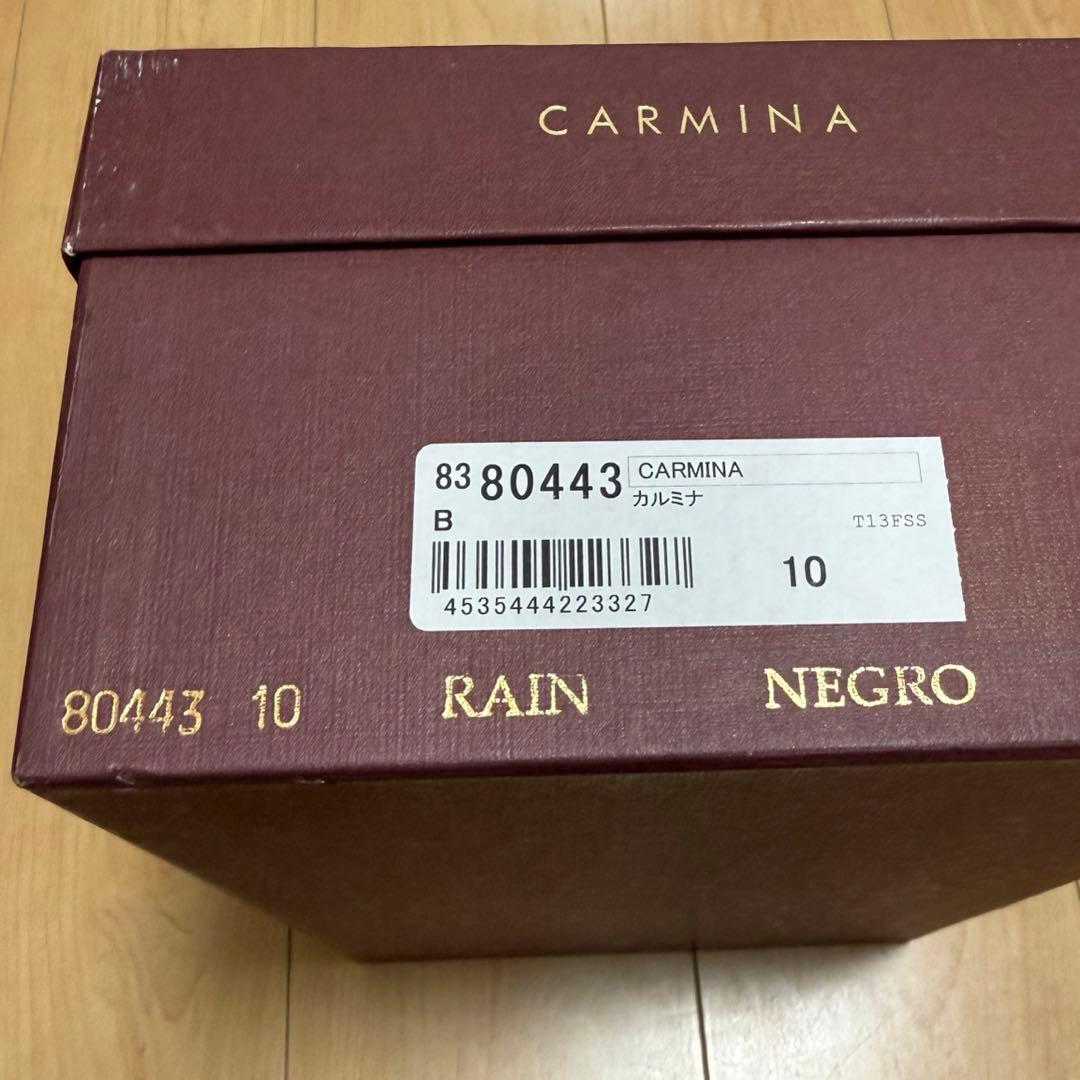 CARMINA
83 80443 CARMINA
カルミナ
B T13FSS
10
4535444223327
80443 10 RAIN NEGRO